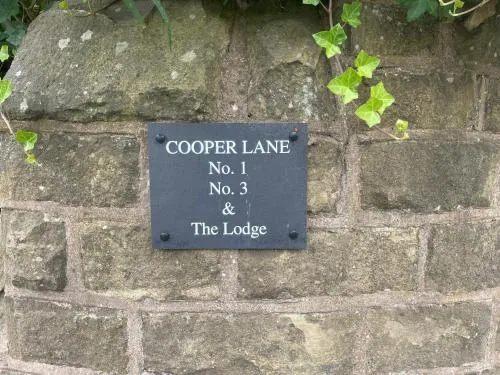 COOPER LANE
No. 1
No. 3
&
The Lodge